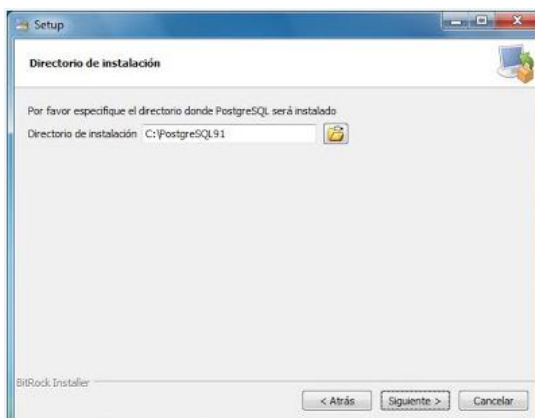 Setup
Directorio de instalación
Por favor especifique el directorio donde PostgreSQL será instalado
Directorio de instalación C:\PostgreSQL91
BitRock Installer
< Atrás Siguiente > Cancelar